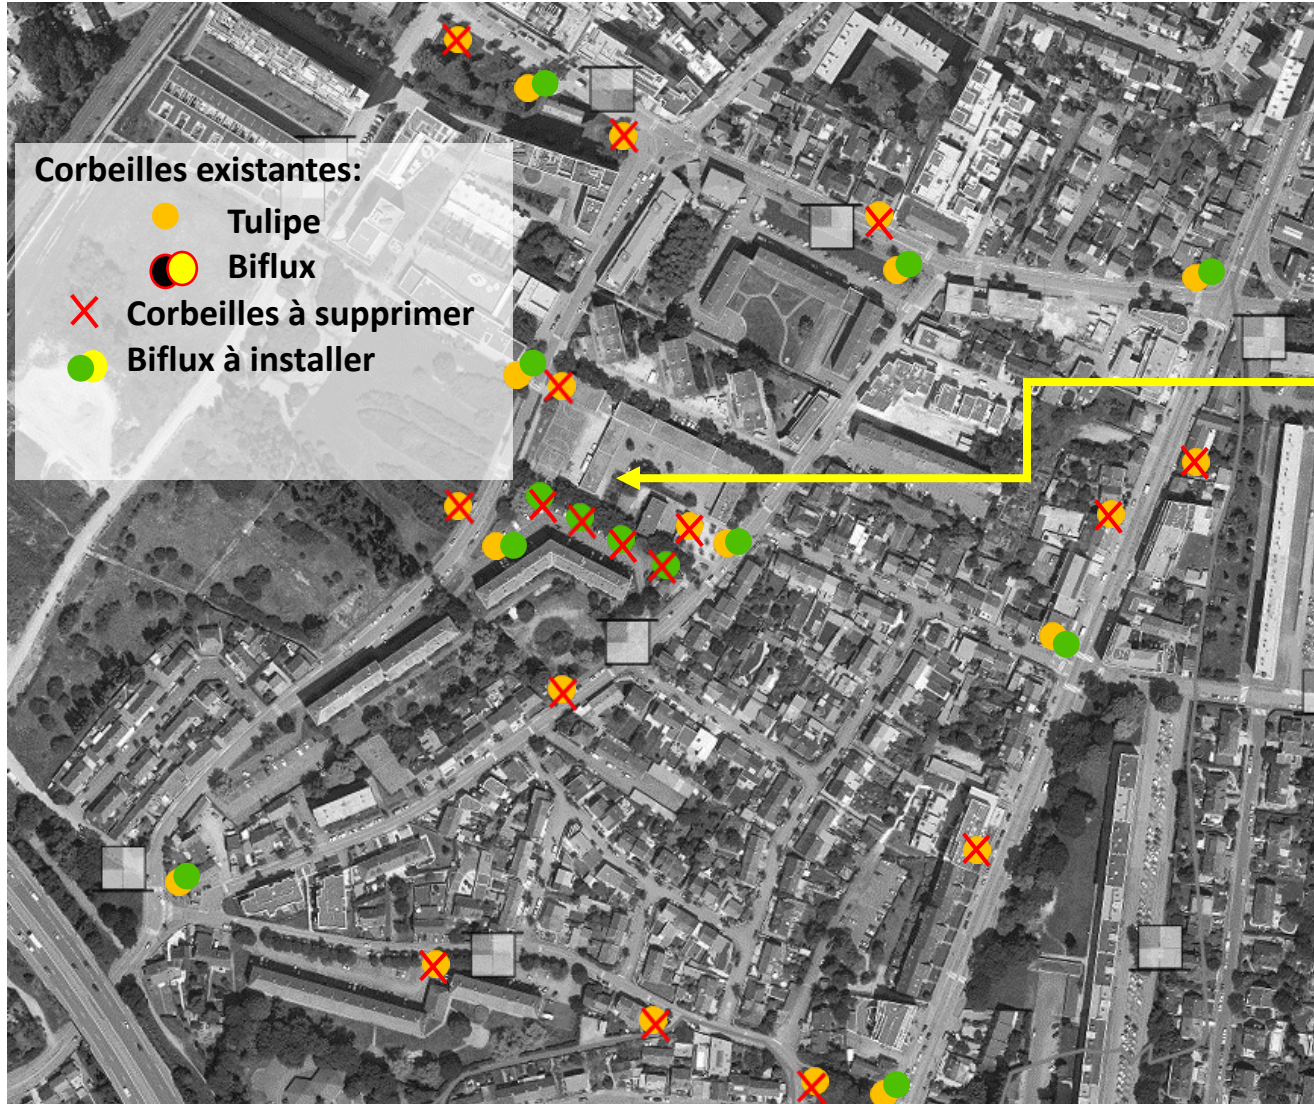 Corbeilles existantes:
Tulipe
Biflux
Corbeilles à supprimer
Biflux à installer